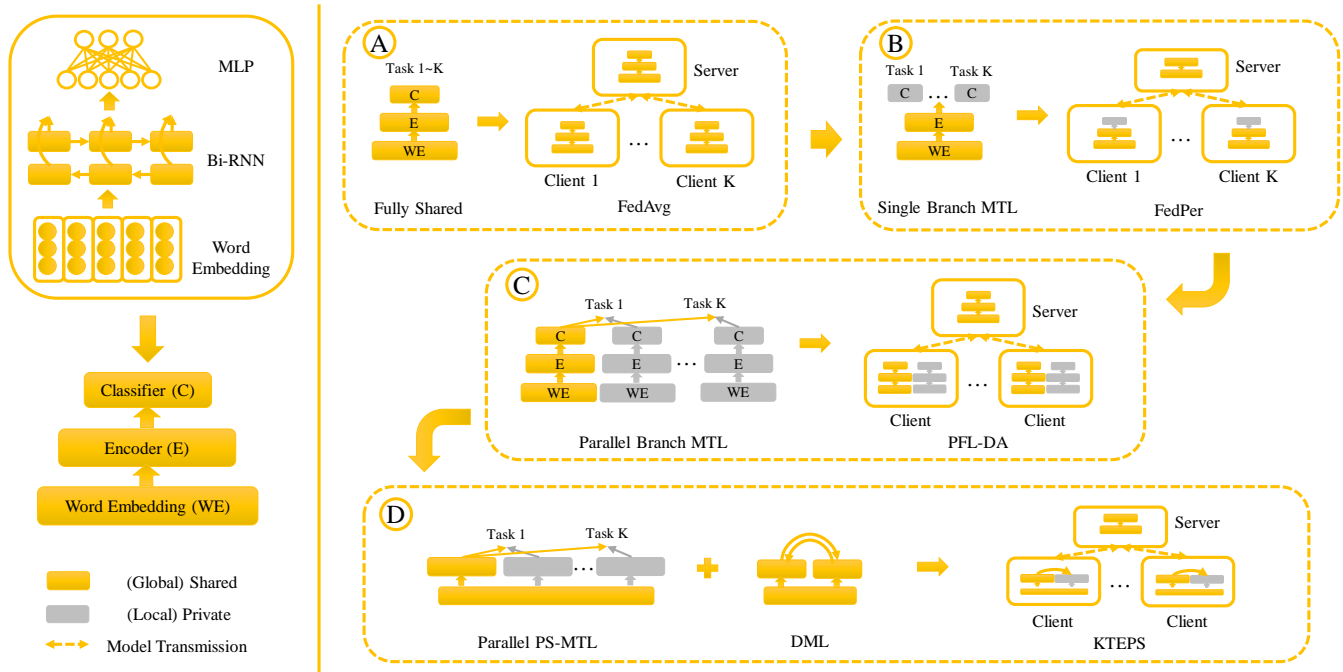 MLP
Bi-RNN
Word
Embedding
Classifier (C)
Encoder (E)
Word Embedding (WE)
(Global) Shared
(Local) Private
Model Transmission
A
Task 1~K
C
E
WE
Fully Shared
Server
...
Client 1
Client K
FedAvg
B
Task 1
Task K
C
...
C
E
WE
Single Branch MTL
Server
...
Client 1
Client K
FedPer
C
Task 1
Task K
C
C
C
E
E
...
E
WE
WE
WE
Parallel Branch MTL
Server
...
Client
Client
PFL-DA
D
Task 1
Task K
...
Parallel PS-MTL
DML
Server
...
Client
Client
KTEPS